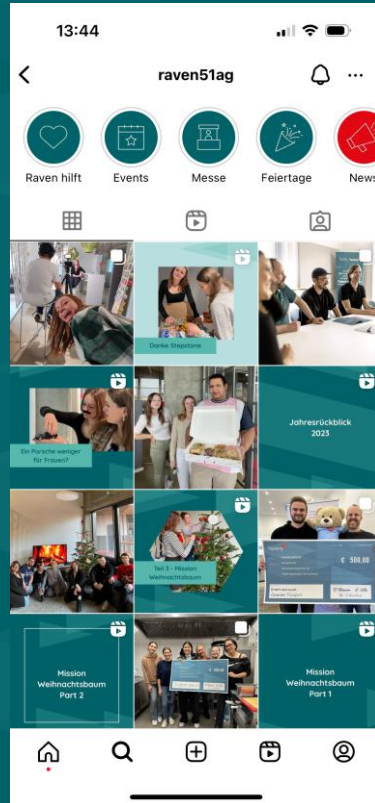 13:44
raven51ag
Raven hilft
Events
Messe
Feiertage
News
Danke Stepstone
Ein Porsche weniger
für Frauen?
Jahresrückblick
2023
Teil 3 - Mission
Weihnachtsbaum
€ 500,00
Mission
Weihnachtsbaum
Part 2
Mission
Weihnachtsbaum
Part 1